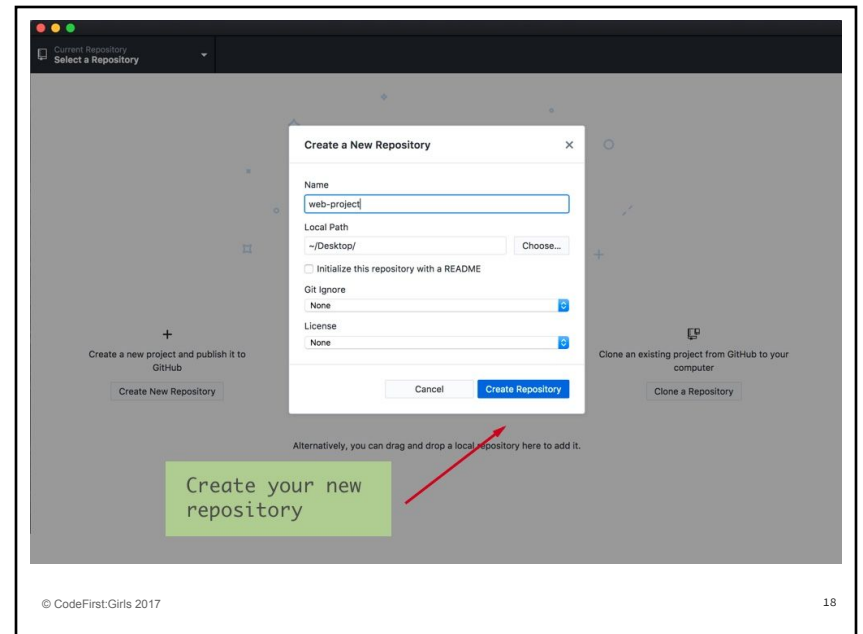 Current Repository
Select a Repository
Create a New Repository
Name
web-project
Local Path
~/Desktop/
Choose...
Initialize this repository with a README
Git Ignore
None
License
None
Cancel
Create Repository
Create a new project and publish it to
GitHub
Create New Repository
Clone an existing project from GitHub to your
computer
Clone a Repository
Alternatively, you can drag and drop a local repository here to add it.
Create your new
repository
© CodeFirst:Girls 2017
18